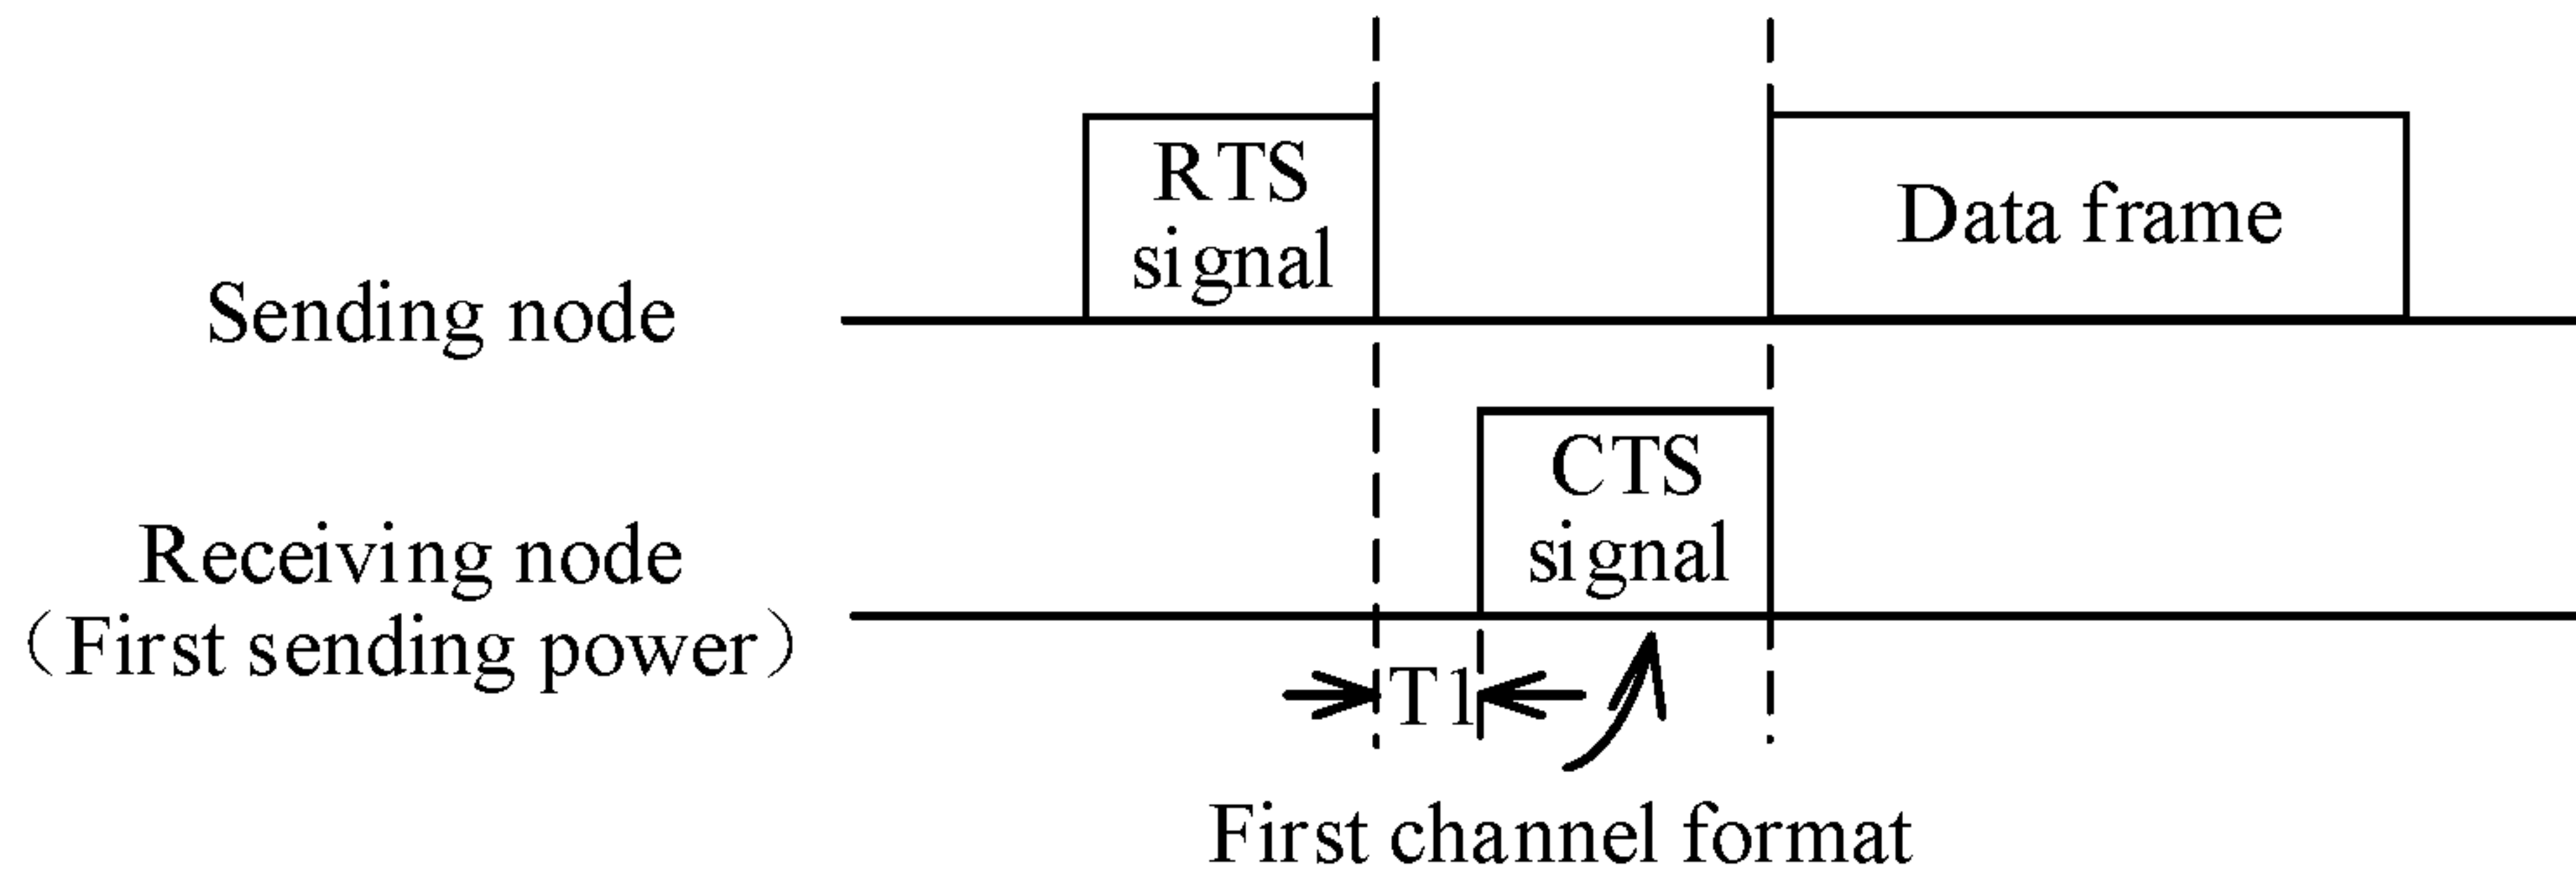 RTS
signal
Data frame
Sending node
CTS
signal
Receiving node
（First sending power）
T1
First channel format